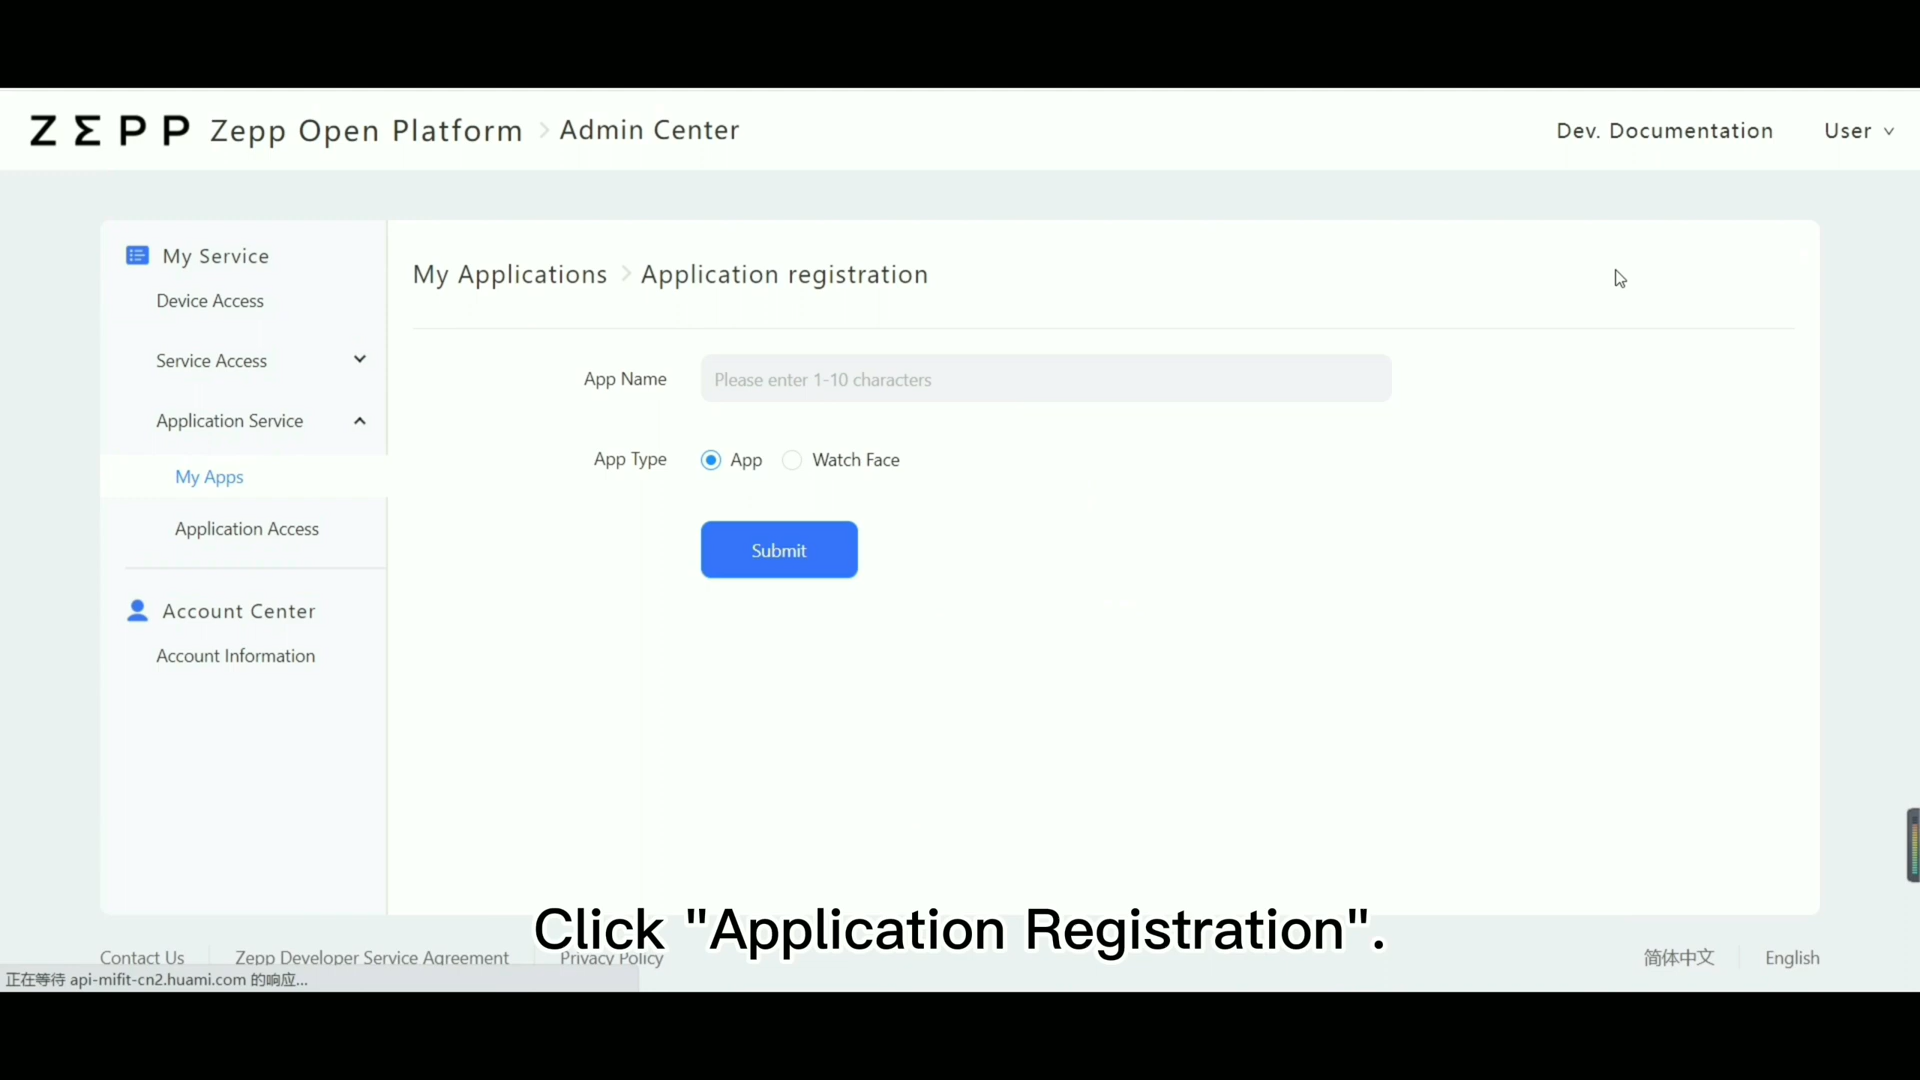 ZΣPP Zepp Open Platform > Admin Center Dev. Documentation User
My Service
Device Access
Service Access
Application Service
My Apps
Application Access
Account Center
Account Information
My Applications > Application registration
App Name Please enter 1-10 characters
App Type App Watch Face
Submit
Click "Application Registration".
Contact Us Zepp Developer Service Agreement Privacy Policy 简体中文 English
正在等待 api-mifit-cn2.huami.com 的响应...